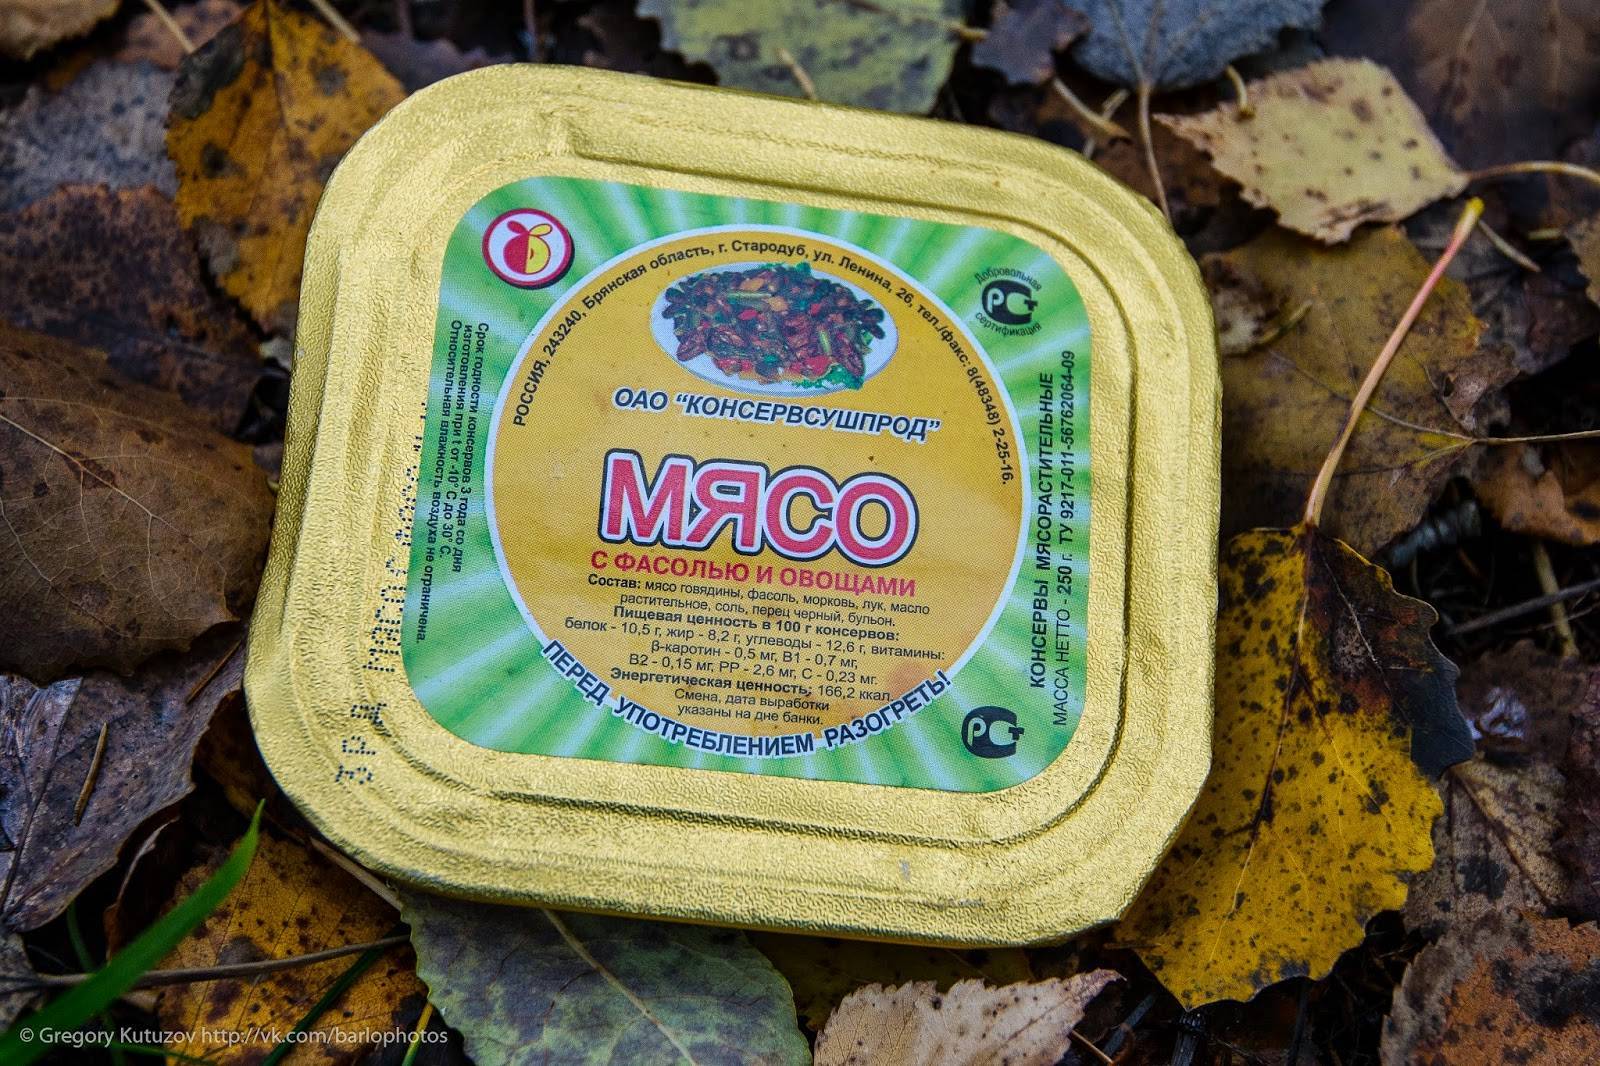 РОССИЯ, 243240, Брянская область, г. Стародуб, ул. Ленина, 26, тел./факс: 8(48348) 2-25-16.
Добровольная
РСТ
сертификация
ОАО "КОНСЕРВСУШПРОД"
МЯСО
С ФАСОЛЬЮ И ОВОЩАМИ
Состав: мясо говядины, фасоль, морковь, лук, масло
растительное, соль, перец черный, бульон.
Пищевая ценность в 100 г консервов:
белок - 10,5 г, жир - 8,2 г, углеводы - 12,6 г, витамины:
β-каротин - 0,5 мг, В1 - 0,7 мг,
В2 - 0,15 мг, РР - 2,6 мг, С - 0,23 мг.
Энергетическая ценность: 166,2 ккал.
Смена, дата выработки
указаны на дне банки.
ПЕРЕД УПОТРЕБЛЕНИЕМ РАЗОГРЕТЬ!
Срок годности консервов 3 года со дня
изготовления при t от -10°С до 30°С.
Относительная влажность воздуха не ограничена.
КОНСЕРВЫ МЯСОРАСТИТЕЛЬНЫЕ
МАССА НЕТТО - 250 г. ТУ 9217-011-56762064-09
РСТ
© Gregory Kutuzov http://vk.com/barlophotos